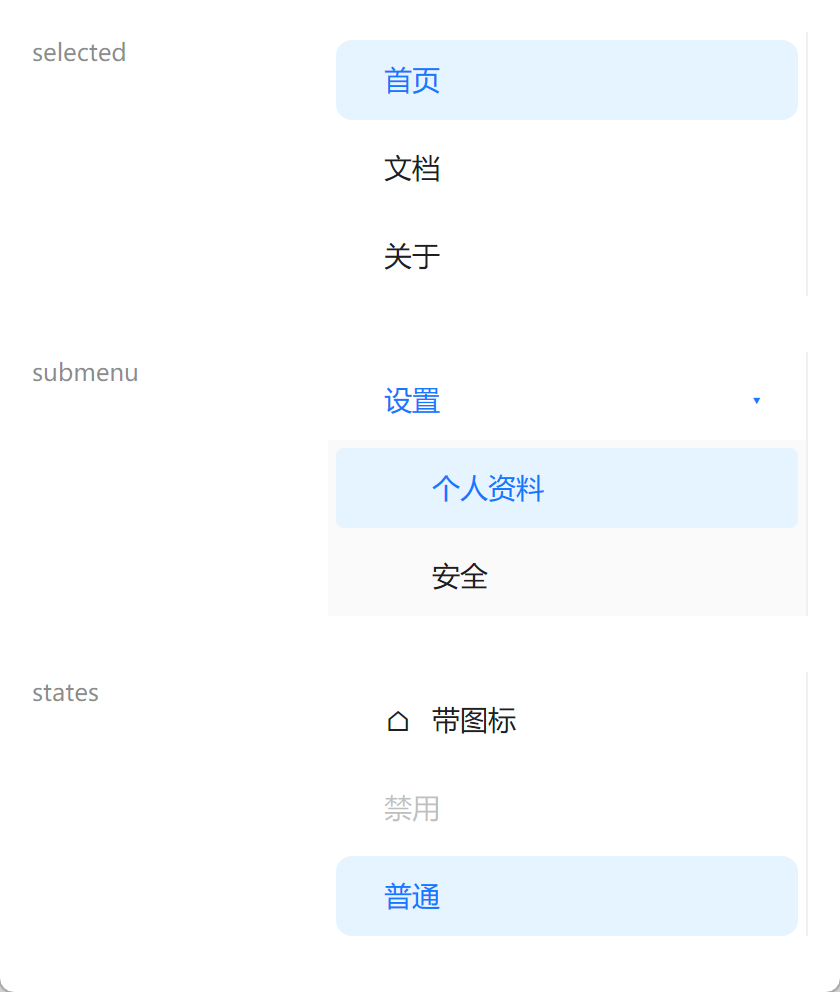 selected
首页
文档
关于
submenu
设置
个人资料
安全
states
带图标
禁用
普通